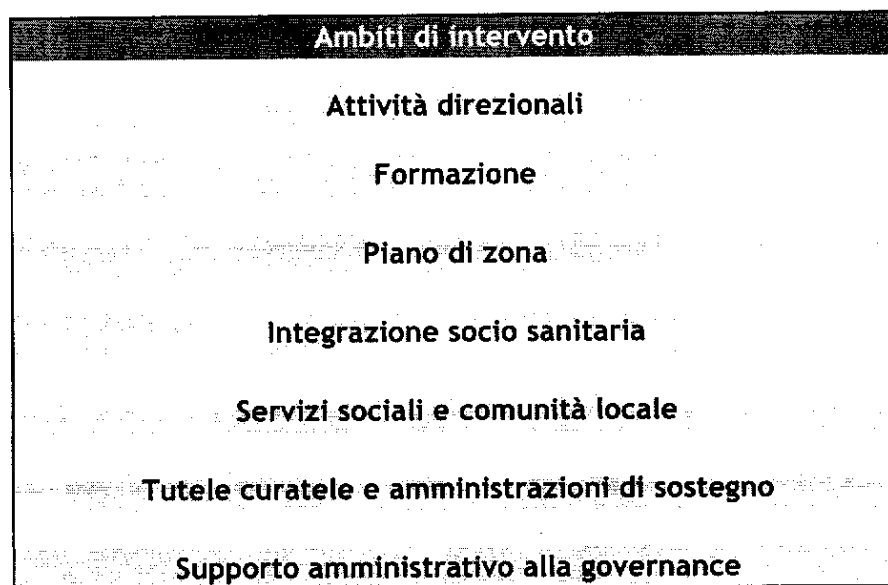 Ambiti di intervento
Attività direzionali
Formazione
Piano di zona
Integrazione socio sanitaria
Servizi sociali e comunità locale
Tutele curatele e amministrazioni di sostegno
Supporto amministrativo alla governance